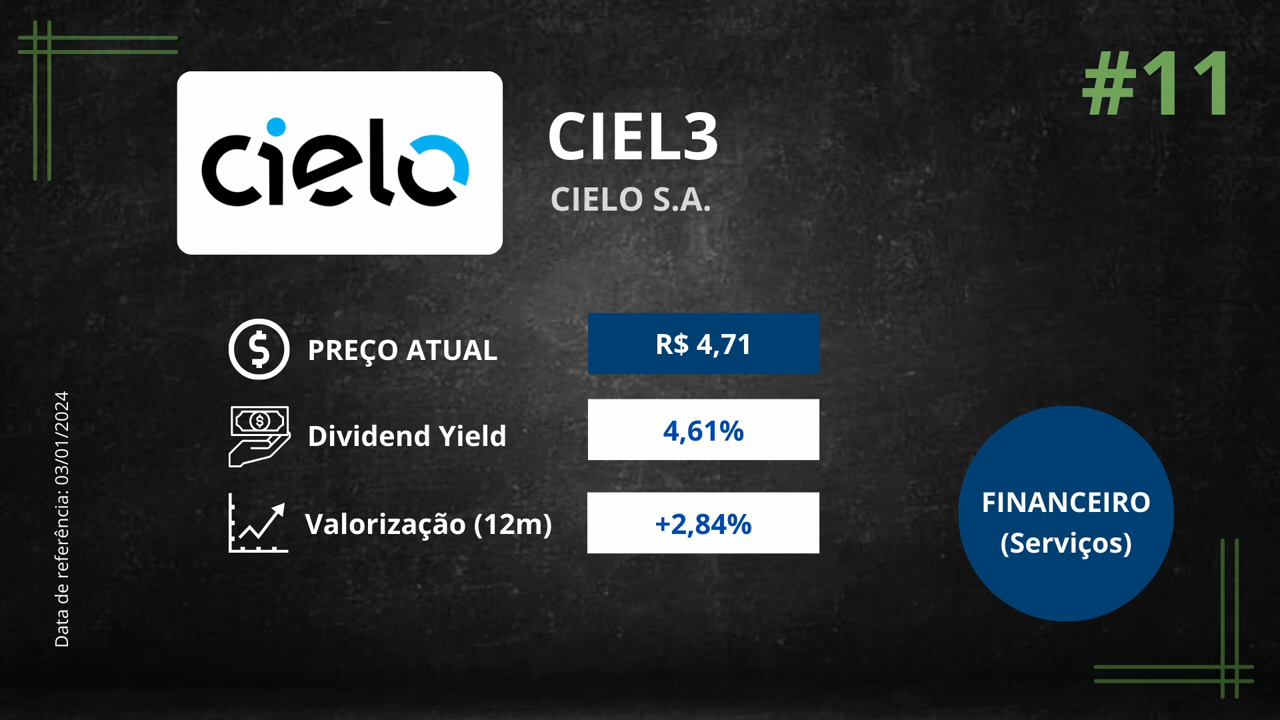 #11
cielo
CIEL3
CIELO S.A.
PREÇO ATUAL
R$ 4,71
Dividend Yield
4,61%
Valorização (12m)
+2,84%
FINANCEIRO
(Serviços)
Data de referência: 03/01/2024